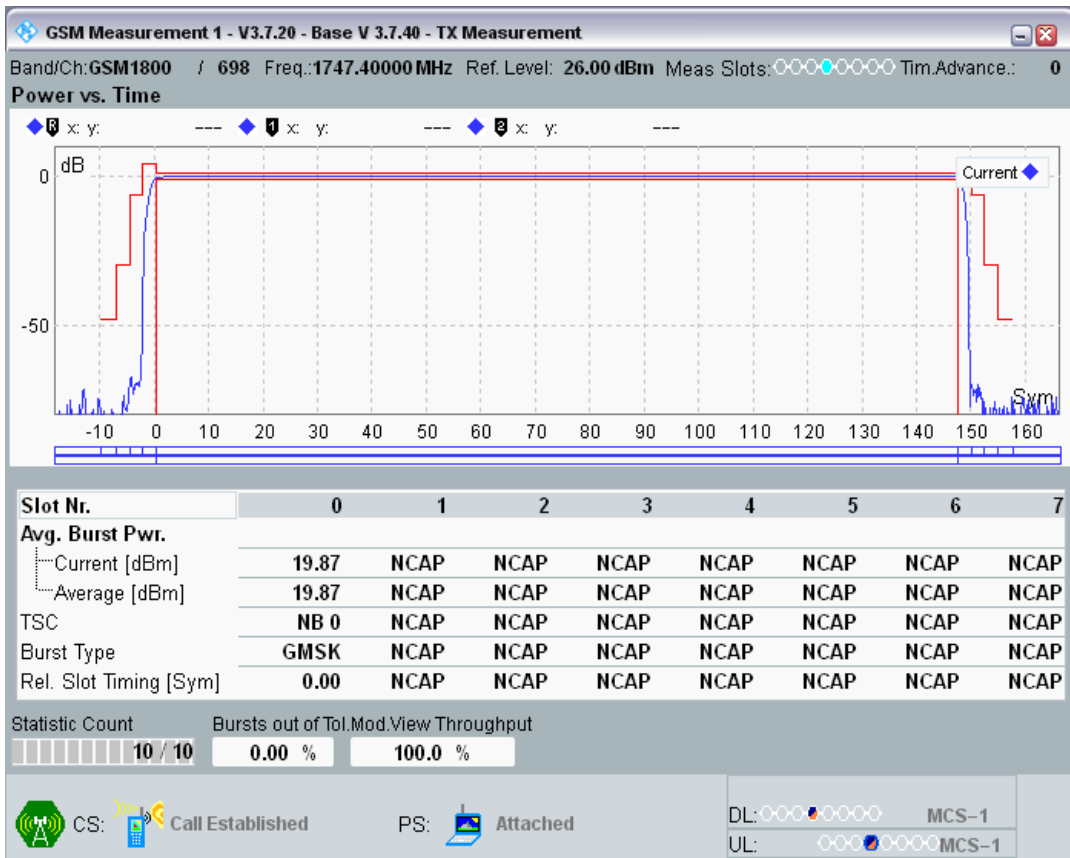 GSM Measurement 1 - V3.7.20 - Base V 3.7.40 - TX Measurement
Band/Ch:GSM1800 / 698 Freq.:1747.40000 MHz Ref. Level: 26.00 dBm Meas Slots: Tim.Advance.: 0
Power vs. Time
R x: y: --- 1 x: y: --- 2 x: y: ---
dB
Current
0
-50
Sym
-10 0 10 20 30 40 50 60 70 80 90 100 110 120 130 140 150 160
Slot Nr. 0 1 2 3 4 5 6 7
Avg. Burst Pwr.
Current [dBm] 19.87 NCAP NCAP NCAP NCAP NCAP NCAP NCAP
Average [dBm] 19.87 NCAP NCAP NCAP NCAP NCAP NCAP NCAP
TSC NB 0 NCAP NCAP NCAP NCAP NCAP NCAP NCAP
Burst Type GMSK NCAP NCAP NCAP NCAP NCAP NCAP NCAP
Rel. Slot Timing [Sym] 0.00 NCAP NCAP NCAP NCAP NCAP NCAP NCAP
Statistic Count Bursts out of Tol.Mod.View Throughput
10 / 10 0.00 % 100.0 %
CS: Call Established PS: Attached
DL: MCS-1
UL: MCS-1